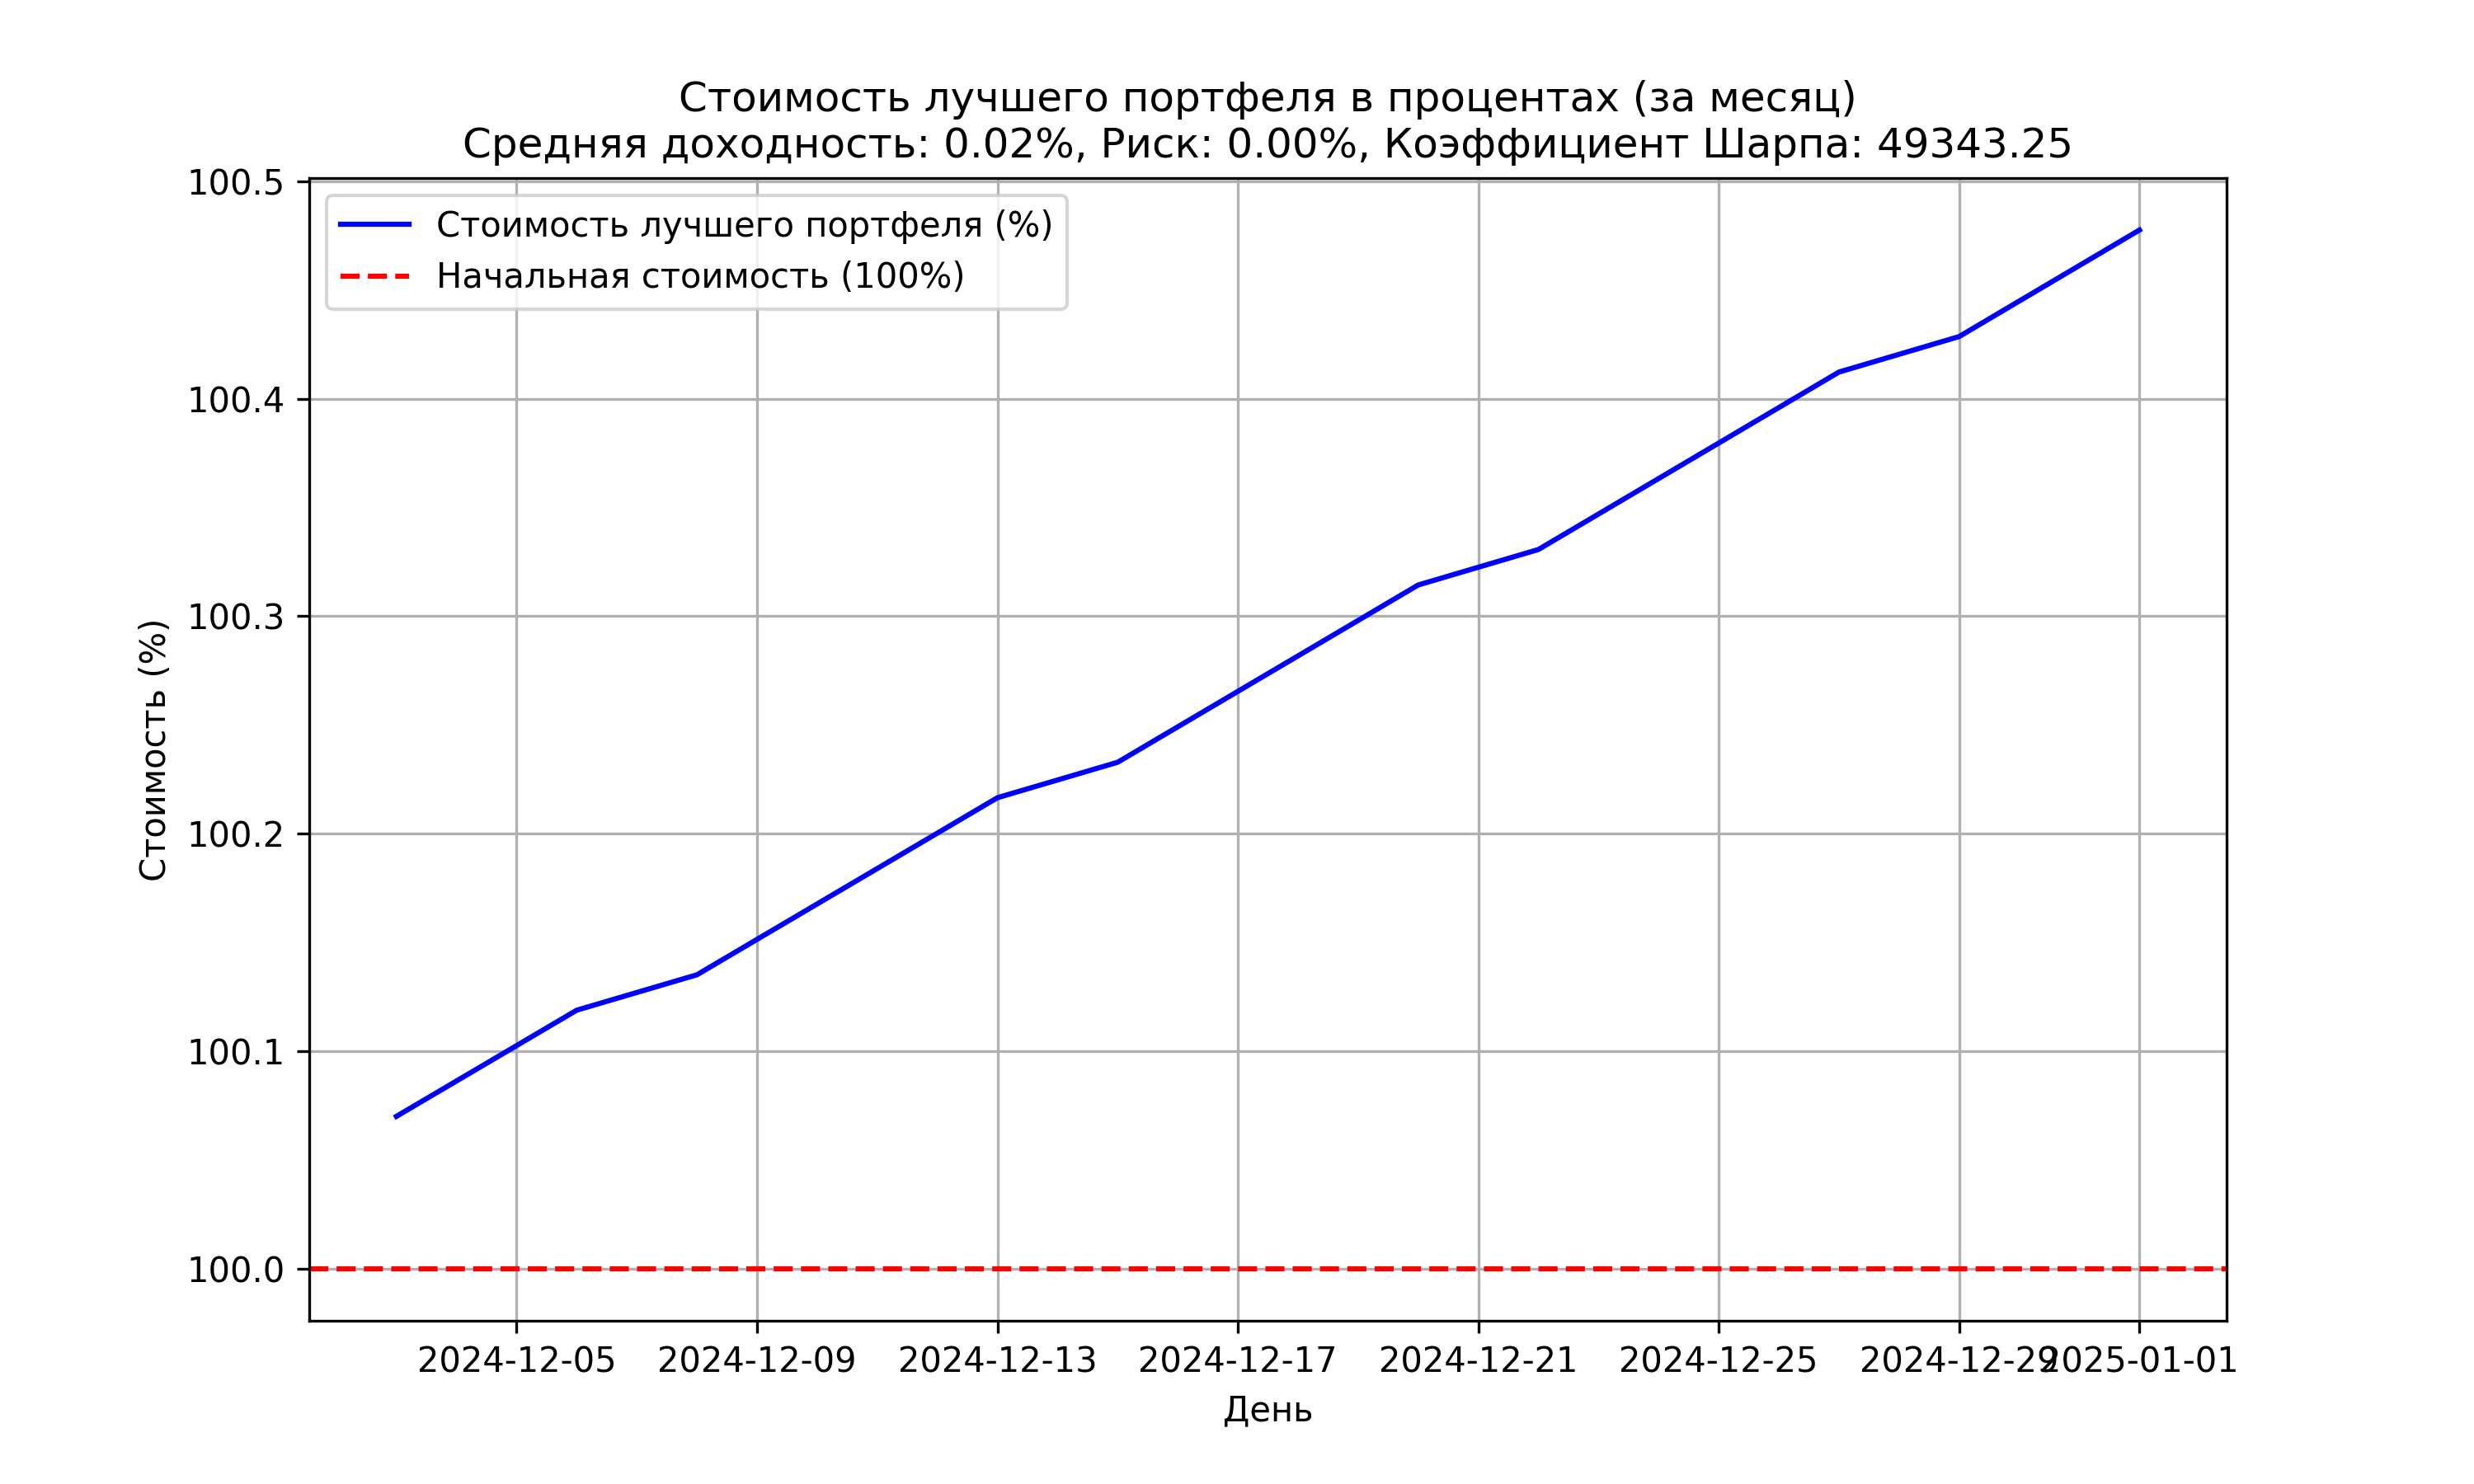 Стоимость лучшего портфеля в процентах (за месяц)
Средняя доходность: 0.02%, Риск: 0.00%, Коэффициент Шарпа: 49343.25
Стоимость лучшего портфеля (%)
Начальная стоимость (100%)
Стоимость (%)
100.5
100.4
100.3
100.2
100.1
100.0
2024-12-05 2024-12-09 2024-12-13 2024-12-17 2024-12-21 2024-12-25 2024-12-29 2025-01-01
День